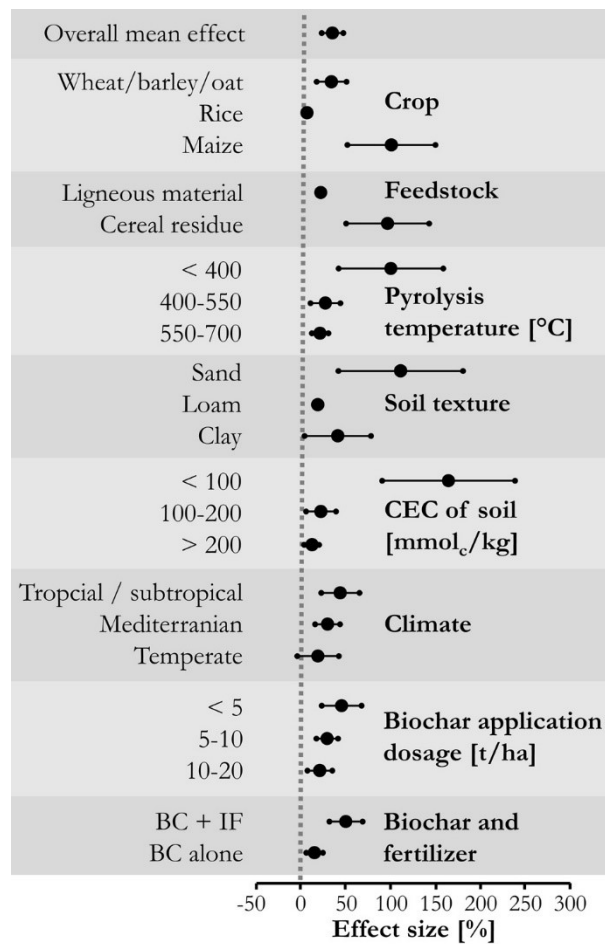 Overall mean effect
Wheat/barley/oat
Rice
Maize
Crop
Ligneous material
Cereal residue
Feedstock
< 400
400-550
550-700
Pyrolysis
temperature [°C]
Sand
Loam
Clay
Soil texture
< 100
100-200
> 200
CEC of soil
[mmolc/kg]
Tropcial / subtropical
Mediterranian
Temperate
Climate
< 5
5-10
10-20
Biochar application
dosage [t/ha]
BC + IF
BC alone
Biochar and
fertilizer
-50 0 50 100 150 200 250 300
Effect size [%]